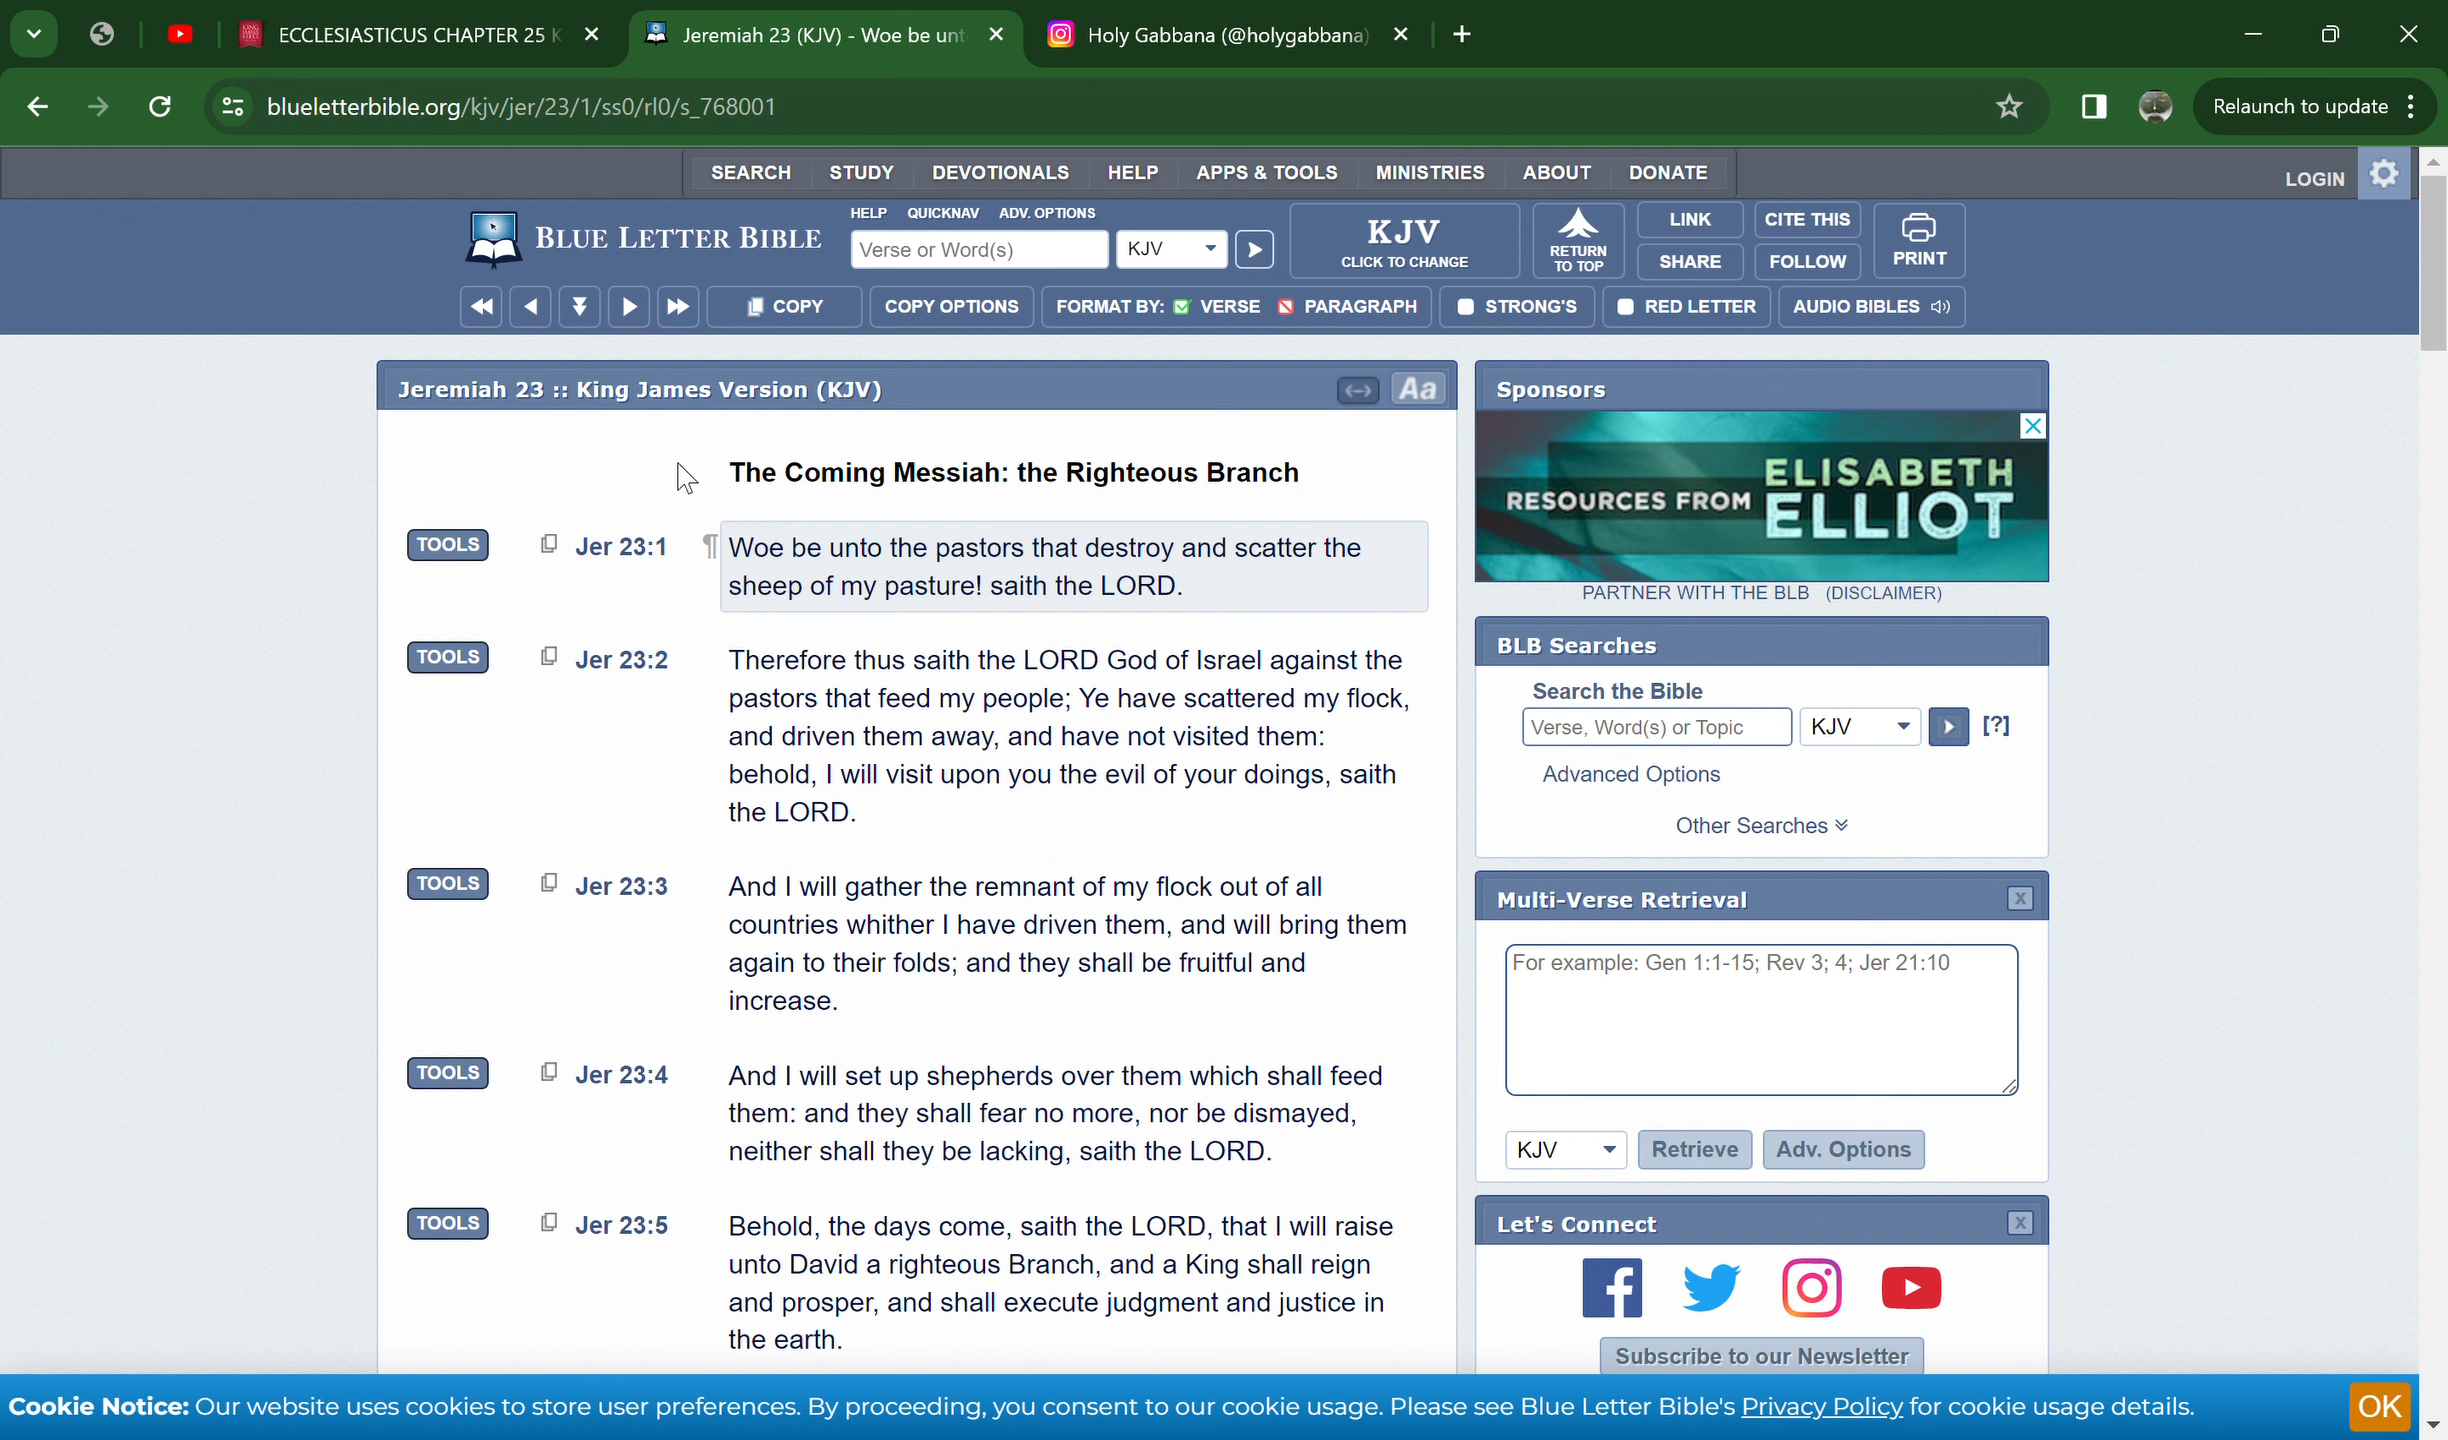 ECCLESIASTICUS CHAPTER 25 K
Jeremiah 23 (KJV) - Woe be unt
Holy Gabbana (@holygabbana)
blueletterbible.org/kjv/jer/23/1/ss0/rl0/s_768001
Relaunch to update
SEARCH STUDY DEVOTIONALS HELP APPS & TOOLS MINISTRIES ABOUT DONATE
LOGIN
BLUE LETTER BIBLE
HELP QUICKNAV ADV. OPTIONS
Verse or Word(s) KJV
KJV
CLICK TO CHANGE
RETURN
TO TOP
LINK CITE THIS
SHARE FOLLOW
PRINT
COPY COPY OPTIONS FORMAT BY: VERSE PARAGRAPH STRONG'S RED LETTER AUDIO BIBLES
Jeremiah 23 :: King James Version (KJV)
Aa
The Coming Messiah: the Righteous Branch
TOOLS Jer 23:1 ¶ Woe be unto the pastors that destroy and scatter the
sheep of my pasture! saith the LORD.
TOOLS Jer 23:2 Therefore thus saith the LORD God of Israel against the
pastors that feed my people; Ye have scattered my flock,
and driven them away, and have not visited them:
behold, I will visit upon you the evil of your doings, saith
the LORD.
TOOLS Jer 23:3 And I will gather the remnant of my flock out of all
countries whither I have driven them, and will bring them
again to their folds; and they shall be fruitful and
increase.
TOOLS Jer 23:4 And I will set up shepherds over them which shall feed
them: and they shall fear no more, nor be dismayed,
neither shall they be lacking, saith the LORD.
TOOLS Jer 23:5 Behold, the days come, saith the LORD, that I will raise
unto David a righteous Branch, and a King shall reign
and prosper, and shall execute judgment and justice in
the earth.
Sponsors
RESOURCES FROM ELISABETH
ELLIOT
PARTNER WITH THE BLB (DISCLAIMER)
BLB Searches
Search the Bible
Verse, Word(s) or Topic KJV [?]
Advanced Options
Other Searches
Multi-Verse Retrieval X
For example: Gen 1:1-15; Rev 3; 4; Jer 21:10
KJV Retrieve Adv. Options
Let's Connect X
Subscribe to our Newsletter
Cookie Notice: Our website uses cookies to store user preferences. By proceeding, you consent to our cookie usage. Please see Blue Letter Bible's Privacy Policy for cookie usage details.
OK